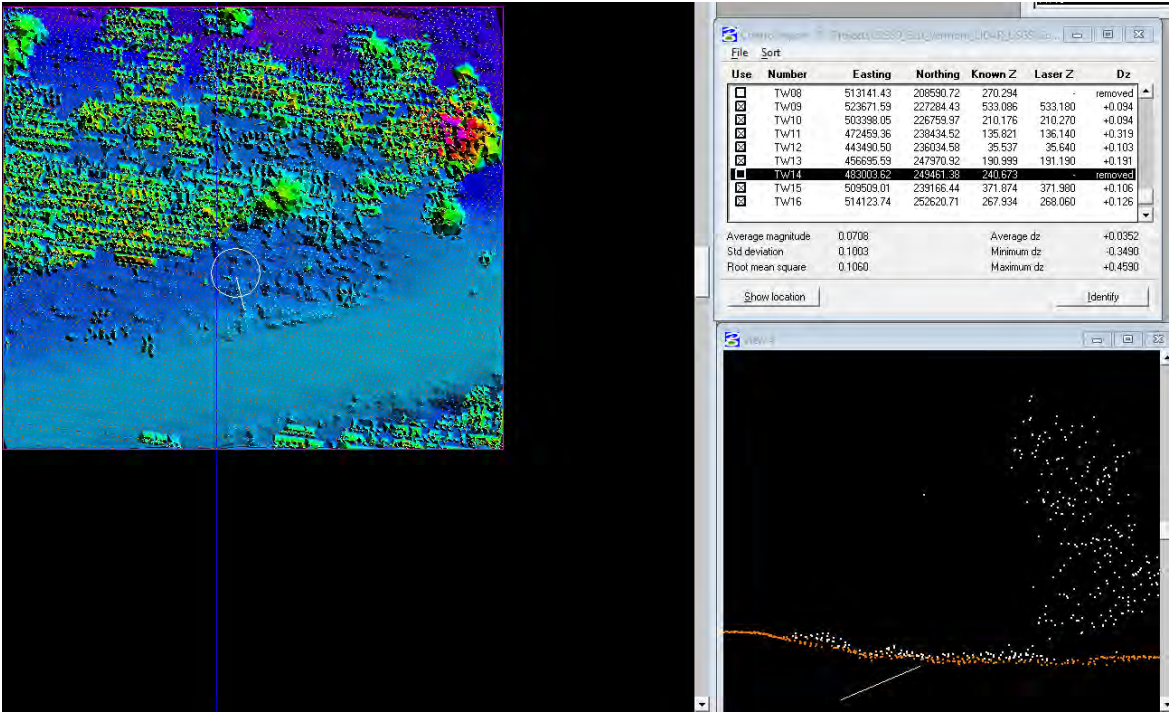 File Sort
Use Number Easting Northing Known Z Laser Z Dz
TW08 513141.43 208590.72 270.294 - removed
TW09 523671.59 227284.43 533.086 533.180 +0.094
TW10 503398.05 226759.97 210.176 210.270 +0.094
TW11 472459.36 238434.52 135.821 136.140 +0.319
TW12 443490.50 236034.58 35.537 35.640 +0.103
TW13 456695.59 247970.92 190.999 191.190 +0.191
TW14 483003.62 249461.38 240.673 - removed
TW15 509509.01 239166.44 371.874 371.980 +0.106
TW16 514123.74 252620.71 267.934 268.060 +0.126
Average magnitude 0.0708 Average dz +0.0352
Std deviation 0.1003 Minimum dz -0.3490
Root mean square 0.1060 Maximum dz +0.4590
Show location Identify